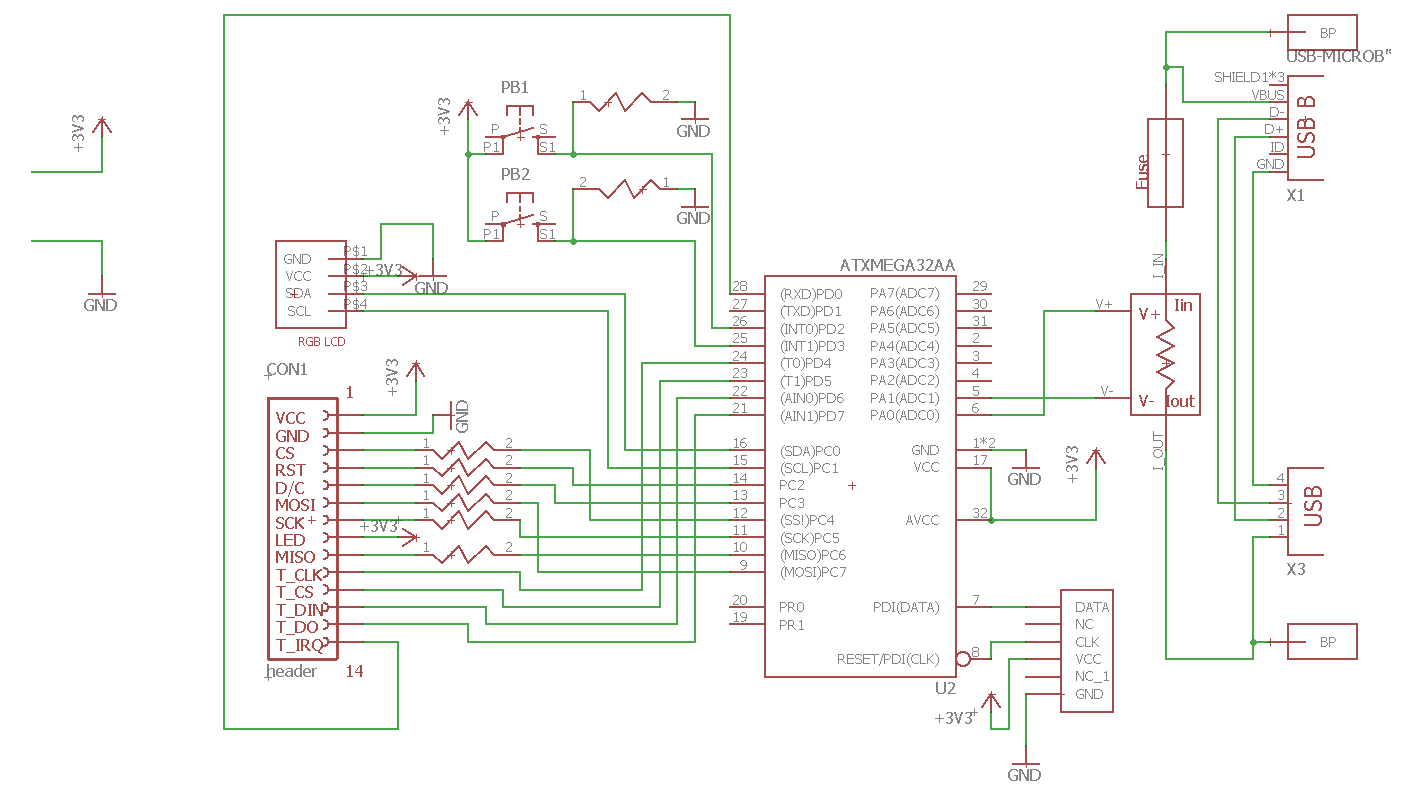 BP
USB-MICROB"
SHIELD1*3
VBUS
D-
D+
ID
GND
USB B
X1
Fuse
I_IN
+3V3
GND
+3V3
PB1
P
S
P1
S1
1
2
GND
PB2
P
S
P1
S1
2
1
GND
GND
VCC
SDA
SCL
P$1
P$2
P$3
P$4
+3V3
GND
RGB LCD
CON1
1
+3V3
GND
VCC
GND
CS
RST
D/C
MOSI
SCK
LED
MISO
T_CLK
T_CS
T_DIN
T_DO
T_IRQ
header
14
+3V3
1 2
1 2
1 2
1 2
1 2
1 2
ATXMEGA32AA
28 (RXD)PD0
27 (TXD)PD1
26 (INT0)PD2
25 (INT1)PD3
24 (T0)PD4
23 (T1)PD5
22 (AIN0)PD6
21 (AIN1)PD7
16 (SDA)PC0
15 (SCL)PC1
14 PC2
13 PC3
12 (SS!)PC4
11 (SCK)PC5
10 (MISO)PC6
9 (MOSI)PC7
20 PR0
19 PR1
PA7(ADC7) 29
PA6(ADC6) 30
PA5(ADC5) 31
PA4(ADC4) 2
PA3(ADC3) 3
PA2(ADC2) 4
PA1(ADC1) 5
PA0(ADC0) 6
GND 1*2
VCC 17
AVCC 32
PDI(DATA) 7
RESET/PDI(CLK) 8
U2
GND
+3V3
V+
V-
V+
Iin
V-
Iout
I_OUT
4
3
2
1
USB
X3
BP
DATA
NC
CLK
VCC
NC_1
GND
+3V3
GND